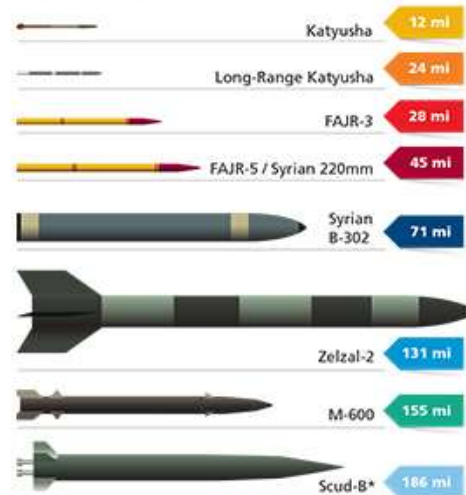 Katyusha 12 mi
Long-Range Katyusha 24 mi
FAJR-3 28 mi
FAJR-5 / Syrian 220mm 45 mi
Syrian
B-302 71 mi
Zelzal-2 131 mi
M-600 155 mi
Scud-B* 186 mi